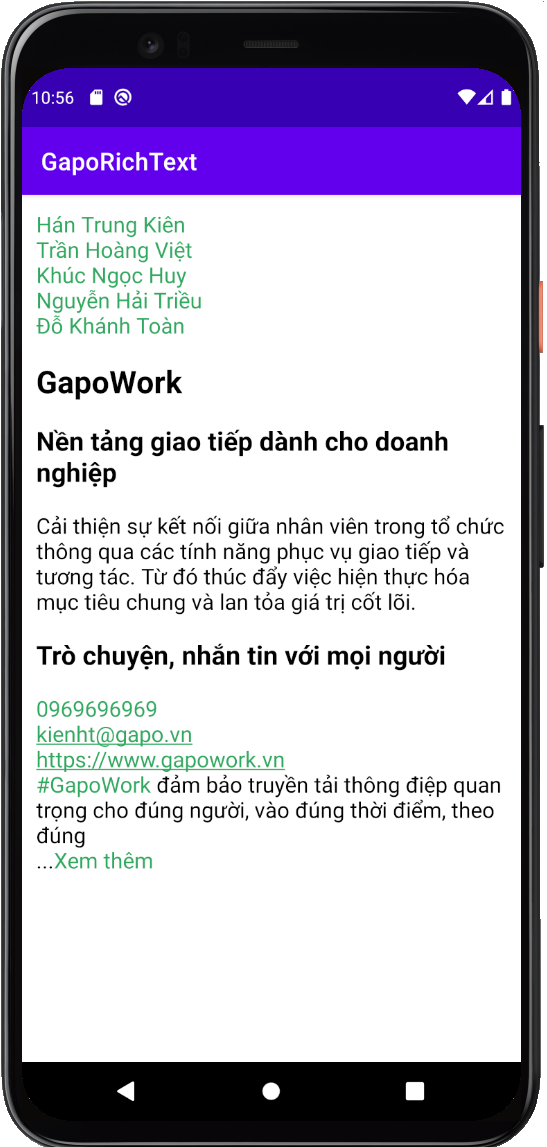 10:56
GapoRichText
Hán Trung Kiên
Trần Hoàng Việt
Khúc Ngọc Huy
Nguyễn Hải Triều
Đỗ Khánh Toàn
GapoWork
Nền tảng giao tiếp dành cho doanh
nghiệp
Cải thiện sự kết nối giữa nhân viên trong tổ chức
thông qua các tính năng phục vụ giao tiếp và
tương tác. Từ đó thúc đẩy việc hiện thực hóa
mục tiêu chung và lan tỏa giá trị cốt lõi.
Trò chuyện, nhắn tin với mọi người
0969696969
kienht@gapo.vn
https://www.gapowork.vn
#GapoWork đảm bảo truyền tải thông điệp quan
trọng cho đúng người, vào đúng thời điểm, theo
đúng
...Xem thêm